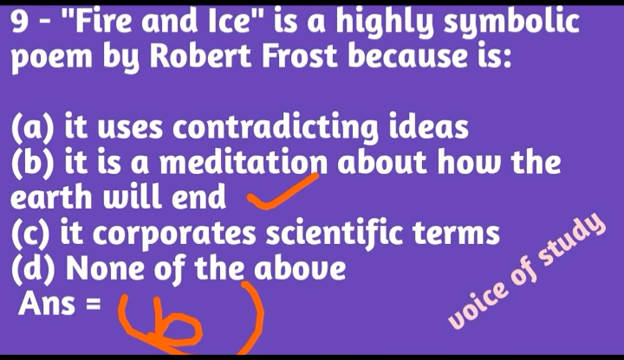 9 - "Fire and Ice" is a highly symbolic
poem by Robert Frost because is:
(a) it uses contradicting ideas
(b) it is a meditation about how the
earth will end
(c) it corporates scientific terms
(d) None of the above
Ans = (b)
voice of study